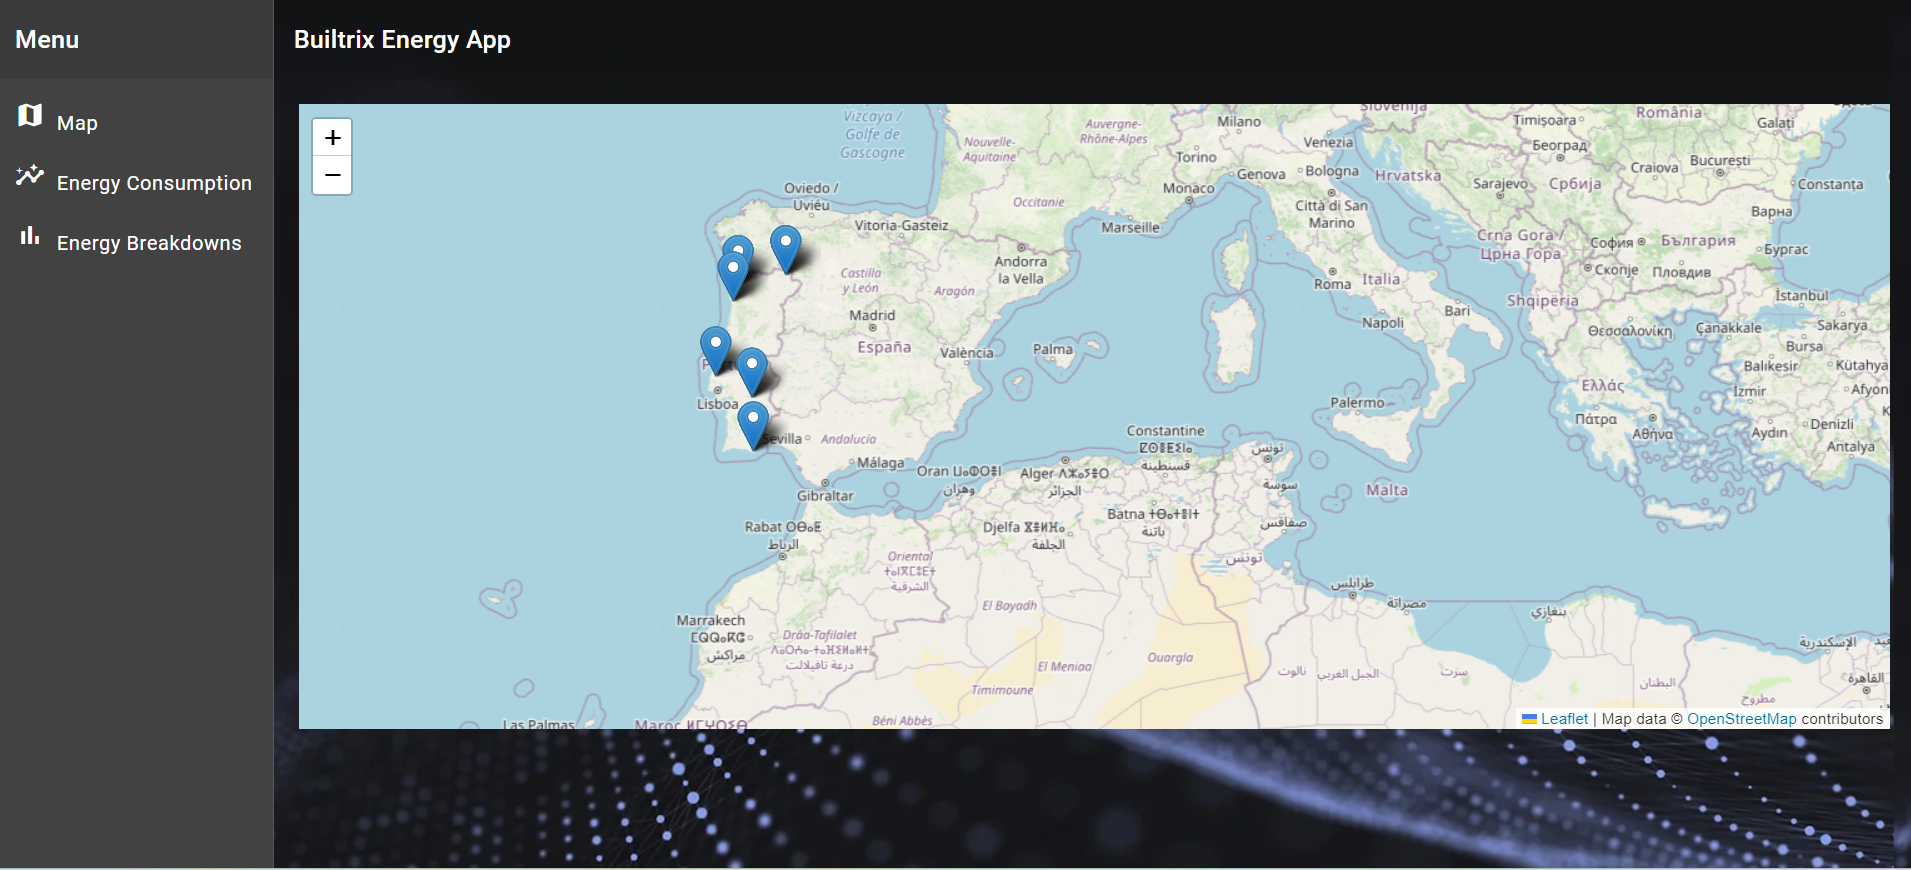 Menu
Builtrix Energy App
Map
Energy Consumption
Energy Breakdowns
+
−
Vizcaya /
Golfe de
Gascogne
Nouvelle-
Aquitaine
Auvergne-
Rhône-Alpes
Occitanie
Oviedo /
Uviéu
Vitoria-Gasteiz
Andorra
la Vella
Castilla
y León
Aragón
Madrid
España
València
Palma
Lisboa
Sevilla
Andalucía
Málaga
Gibraltar
Marseille
Monaco
Milano
Torino
Genova
Venezia
Bologna
Città di San
Marino
Roma
Italia
Napoli
Bari
Palermo
Malta
Slovenija
Hrvatska
Sarajevo
Србија
Београд
Timișoara
România
Galați
Craiova
București
Constanța
Варна
Бургас
България
София
Пловдив
Скопје
Crna Gora /
Црна Гора
Shqipëria
Θεσσαλονίκη
Ελλάς
Πάτρα
Αθήνα
İstanbul
Çanakkale
Sakarya
Bursa
Balıkesir
Kütahya
Afyon
İzmir
Aydın
Denizli
Antalya
Constantine
قسنطينة
Oran
وهران
Alger
الجزائر
Batna
باتنة
Djelfa
الجلفة
تونس
سوسة
صفاقس
تونس
Rabat
الرباط
Oriental
الشرقية
Marrakech
مراكش
Drâa-Tafilalet
درعة تافيلالت
El Bayadh
El Meniaa
Ouargla
Timimoune
Béni Abbès
Las Palmas
Maroc
طرابلس
مصراتة
بنغازي
نالوت
الجبل الغربي
سرت
البطنان
مطروح
الإسكندرية
القاهرة
Leaflet | Map data © OpenStreetMap contributors